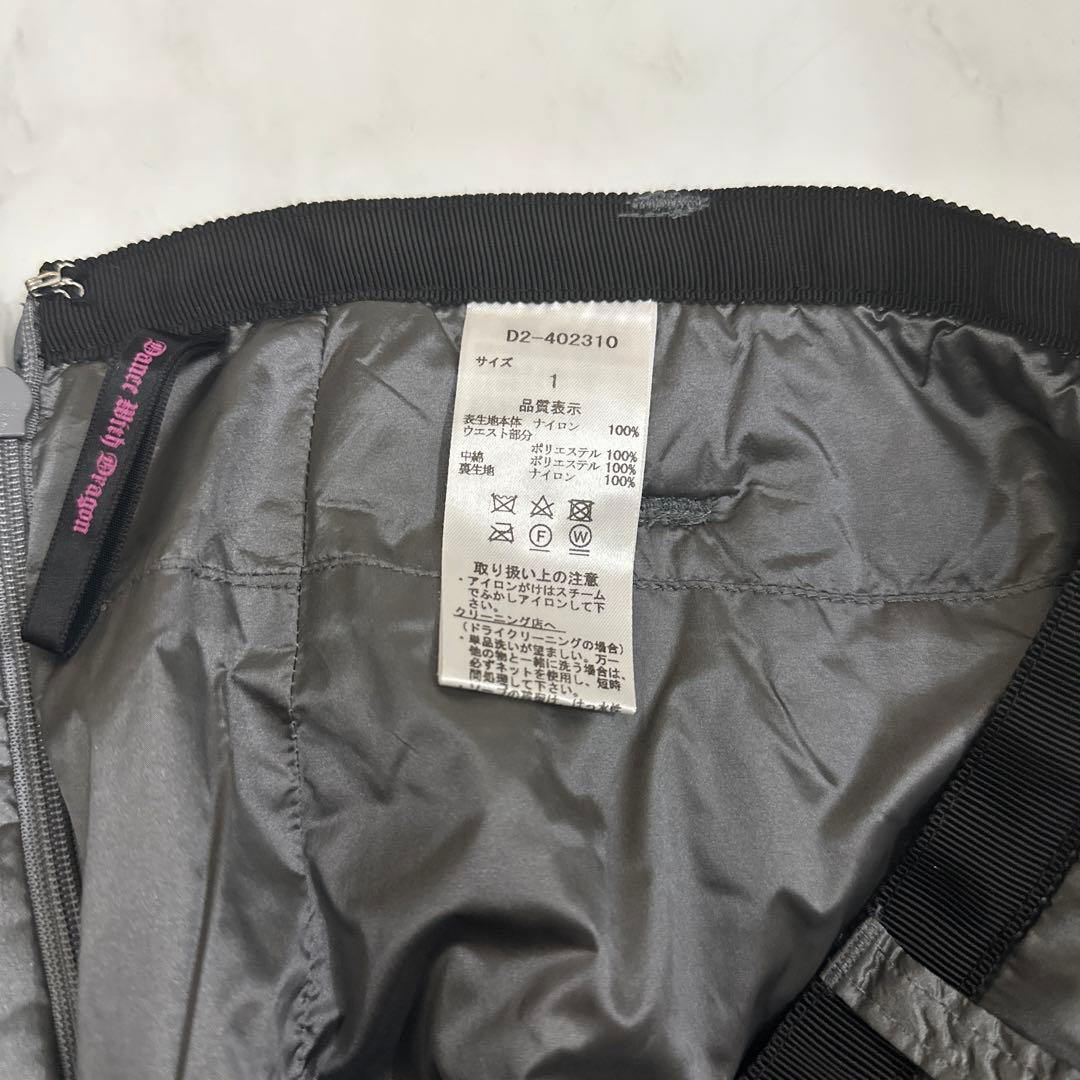 Dance With Dragon
D2-402310
サイズ
1
品質表示
表生地本体 ナイロン 100%
ウエスト部分
ポリエステル 100%
中綿 ポリエステル 100%
裏生地 ナイロン 100%
F W
取り扱い上の注意
・アイロンがけはスチーム
でふかしアイロンして下
さい。
クリーニング店へ
(ドライクリーニングの場合)
・単品洗いが望ましい。万一
他の物と一緒に洗う場合は、
必ずネットを使用し、短時
間処理して下さい。